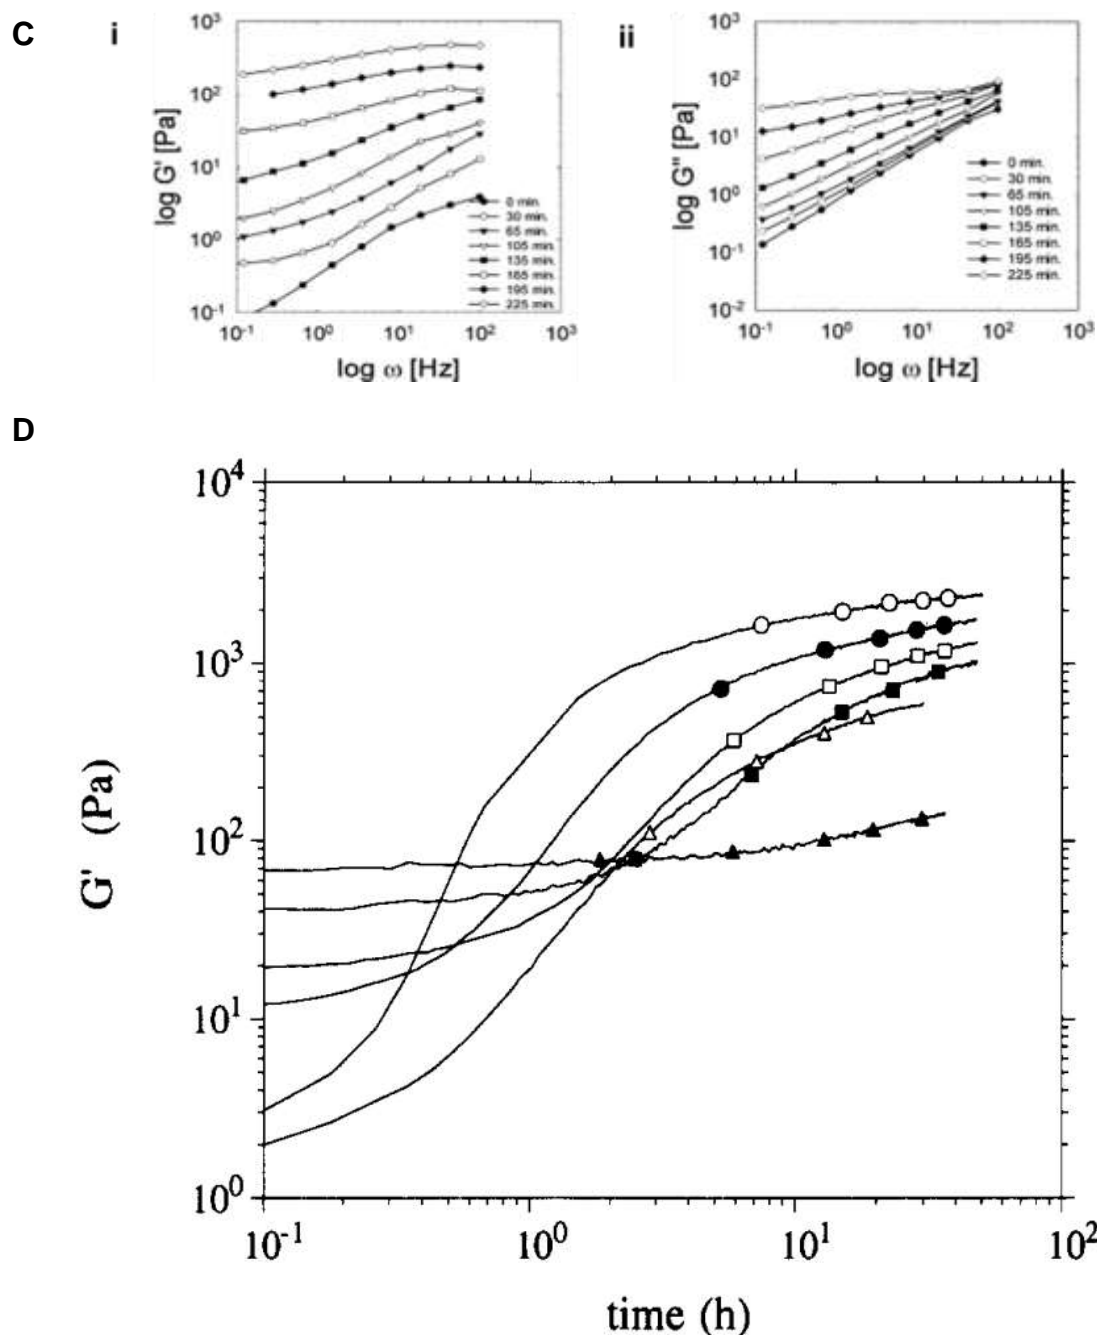 C
i
10³
10²
10¹
10⁰
10⁻¹
log G' [Pa]
0 min.
30 min.
65 min.
105 min.
135 min.
165 min.
195 min.
225 min.
10⁻¹ 10⁰ 10¹ 10² 10³
log ω [Hz]
ii
10³
10²
10¹
10⁰
10⁻¹
10⁻²
log G'' [Pa]
0 min.
30 min.
65 min.
105 min.
135 min.
165 min.
195 min.
225 min.
10⁻¹ 10⁰ 10¹ 10² 10³
log ω [Hz]
D
10⁴
10³
10²
10¹
10⁰
G' (Pa)
10⁻¹ 10⁰ 10¹ 10²
time (h)